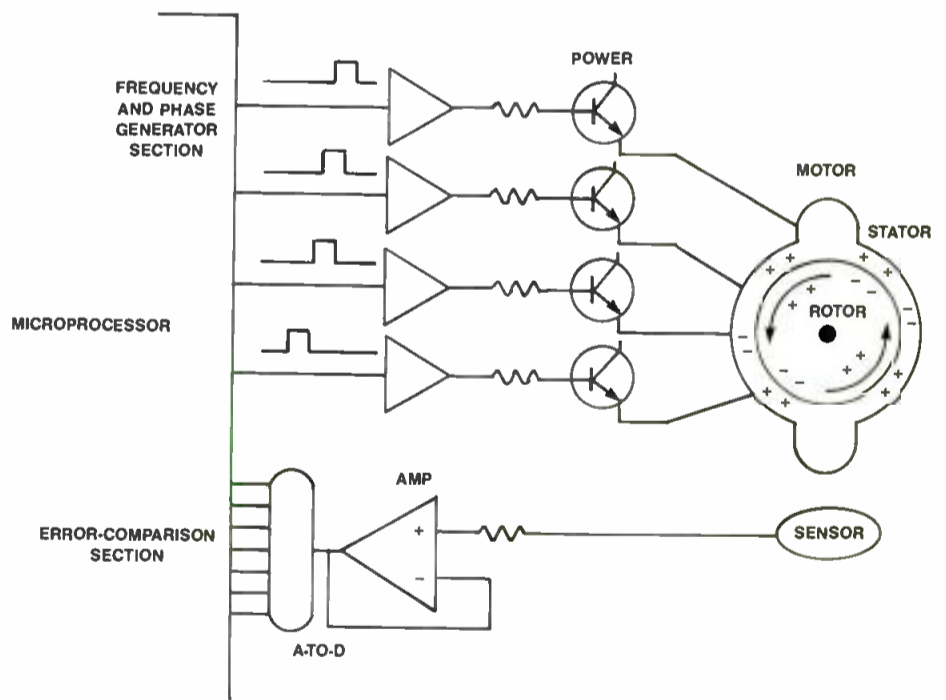 FREQUENCY
AND PHASE
GENERATOR
SECTION
POWER
MOTOR
STATOR
+ +
+ +
+
+
- -
-
-
ROTOR
-
-
-
-
+
+
-
-
+
+
+
+
MICROPROCESSOR
AMP
ERROR-COMPARISON
SECTION
+
-
SENSOR
A-TO-D